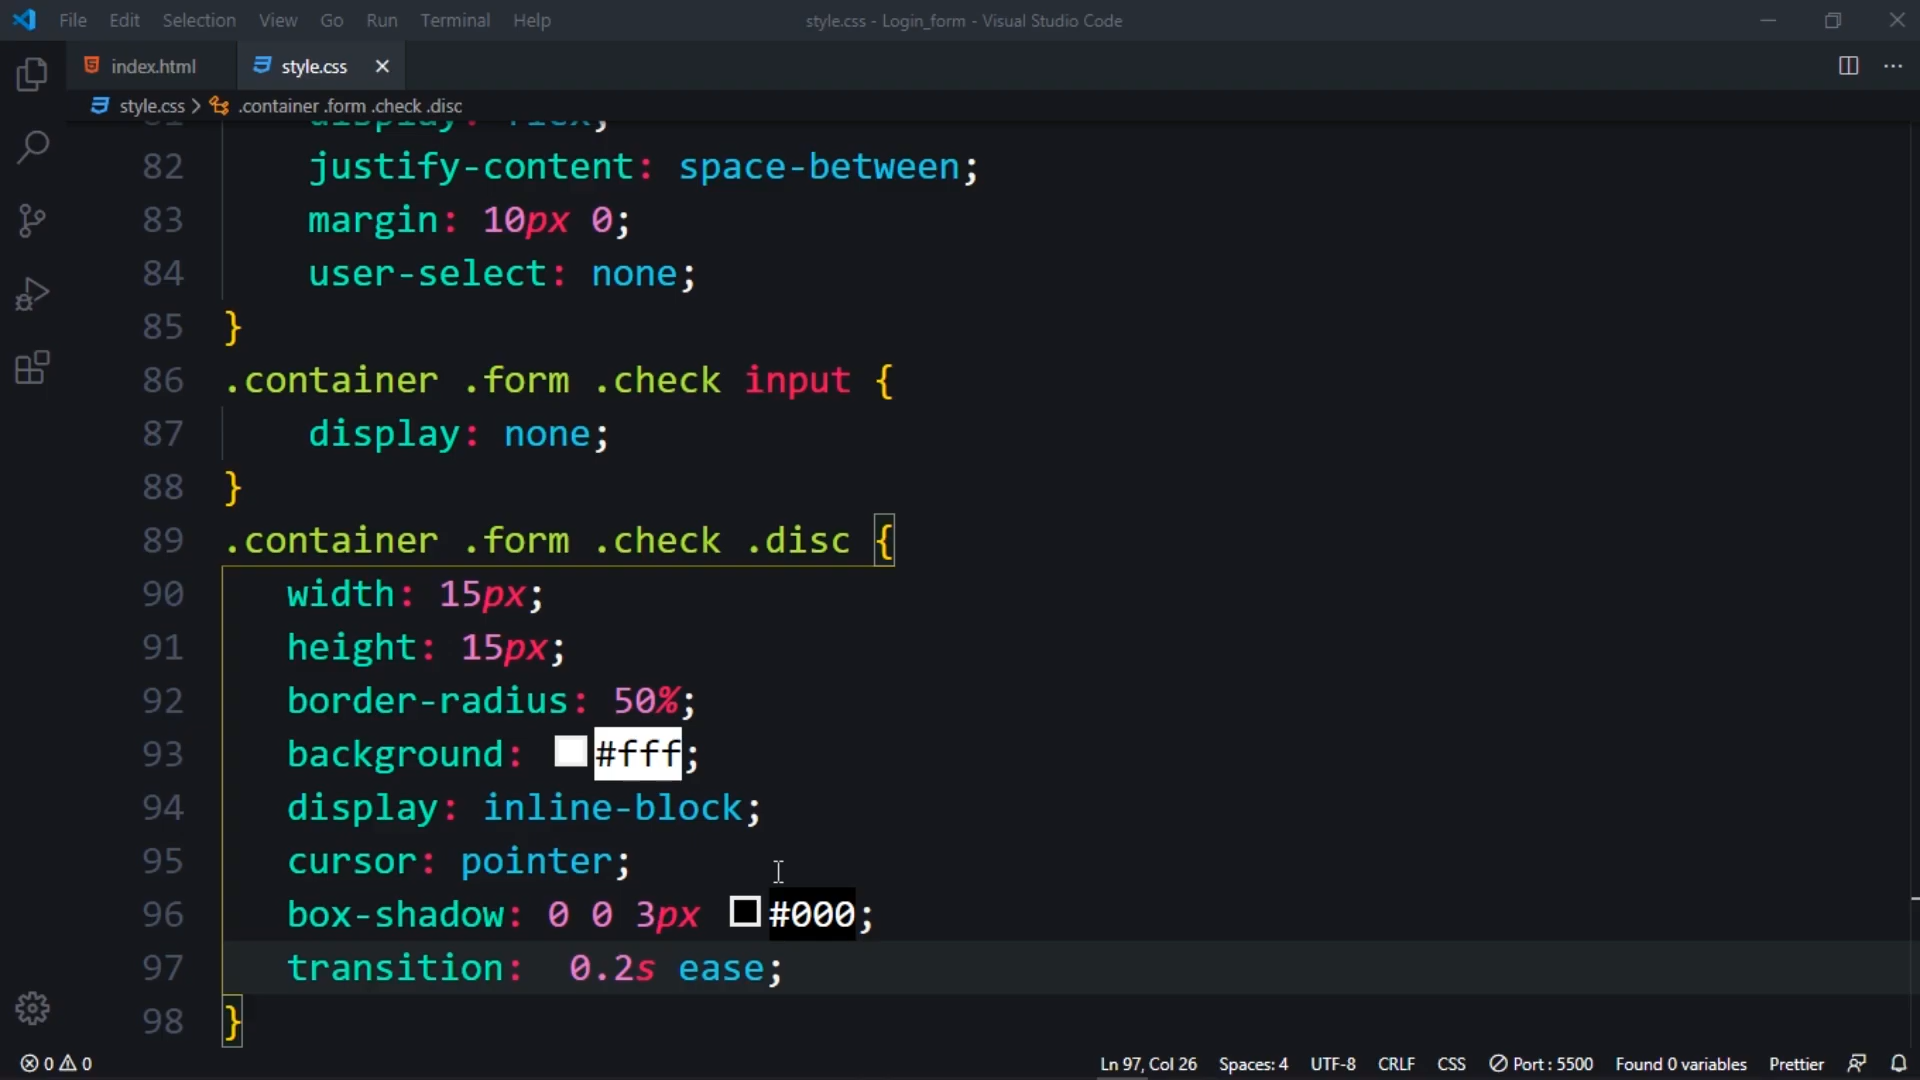 File Edit Selection View Go Run Terminal Help style.css - Login_form - Visual Studio Code
index.html style.css
style.css > .container .form .check .disc
81 display: flex;
82 justify-content: space-between;
83 margin: 10px 0;
84 user-select: none;
85 }
86 .container .form .check input {
87 display: none;
88 }
89 .container .form .check .disc {
90 width: 15px;
91 height: 15px;
92 border-radius: 50%;
93 background: #fff;
94 display: inline-block;
95 cursor: pointer;
96 box-shadow: 0 0 3px #000;
97 transition:  0.2s ease;
98 }
0 0 Ln 97, Col 26 Spaces: 4 UTF-8 CRLF CSS Port : 5500 Found 0 variables Prettier